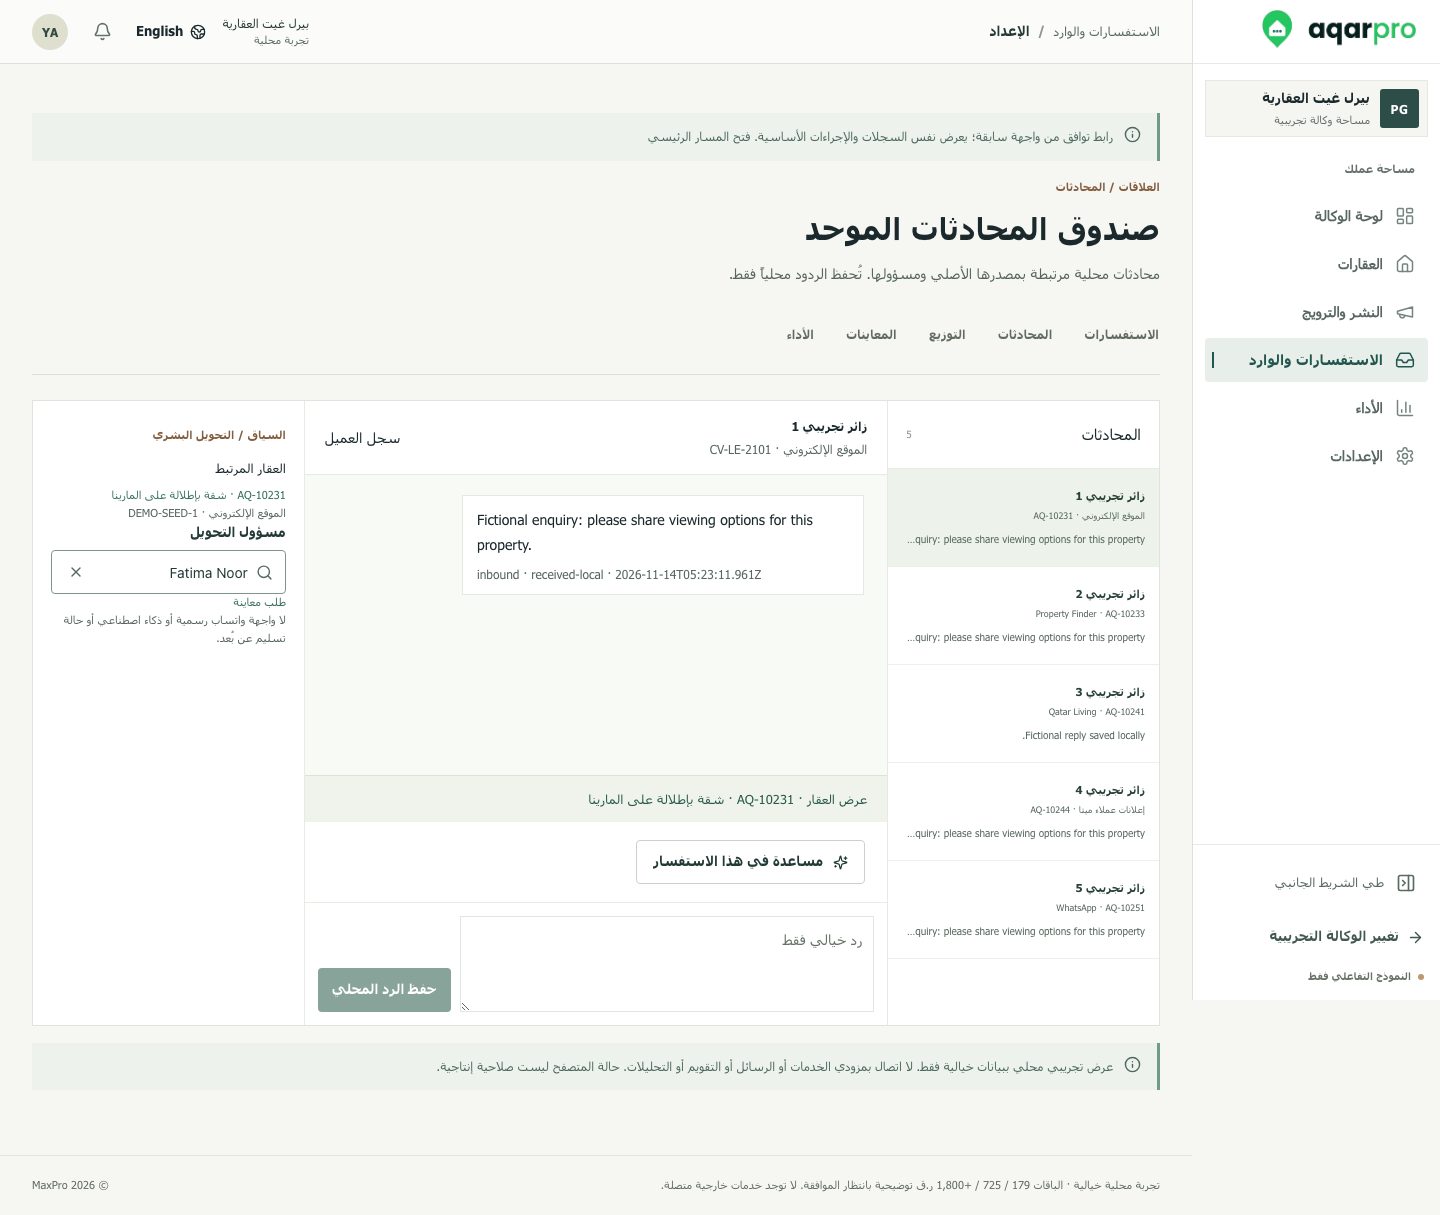 aqarpro
بيرل غيت العقارية
مساحة وكالة تجريبية
PG
مساحة عملك
لوحة الوكالة
العقارات
النشر والترويج
الاستفسارات والوارد
الأداء
الإعدادات
طي الشريط الجانبي
تغيير الوكالة التجريبية
النموذج التفاعلي فقط
الاستفسارات والوارد / الإعداد
بيرل غيت العقارية
تجربة محلية
English
YA
رابط توافق من واجهة سابقة؛ يعرض نفس السجلات والإجراءات الأساسية. فتح المسار الرئيسي
العلاقات / المحادثات
صندوق المحادثات الموحد
محادثات محلية مرتبطة بمصدرها الأصلي ومسؤولها. تُحفظ الردود محلياً فقط.
الاستفسارات
المحادثات
التوزيع
المعاينات
الأداء
المحادثات
5
زائر تجريبي 1
الموقع الإلكتروني · AQ-10231
...quiry: please share viewing options for this property
زائر تجريبي 2
Property Finder · AQ-10233
...quiry: please share viewing options for this property
زائر تجريبي 3
Qatar Living · AQ-10241
.Fictional reply saved locally
زائر تجريبي 4
إعلانات عملاء ميتا · AQ-10244
...quiry: please share viewing options for this property
زائر تجريبي 5
WhatsApp · AQ-10251
...quiry: please share viewing options for this property
زائر تجريبي 1
الموقع الإلكتروني · CV-LE-2101
سجل العميل
Fictional enquiry: please share viewing options for this
property.
inbound · received-local · 2026-11-14T05:23:11.961Z
عرض العقار · AQ-10231 · شقة بإطلالة على المارينا
مساعدة في هذا الاستفسار
رد خيالي فقط
حفظ الرد المحلي
السياق / التحويل البشري
العقار المرتبط
AQ-10231 · شقة بإطلالة على المارينا
الموقع الإلكتروني · DEMO-SEED-1
مسؤول التحويل
Fatima Noor
طلب معاينة
لا واجهة واتساب رسمية أو ذكاء اصطناعي أو حالة
تسليم عن بُعد.
عرض تجريبي محلي ببيانات خيالية فقط. لا اتصال بمزودي الخدمات أو الرسائل أو التقويم أو التحليلات. حالة المتصفح ليست صلاحية إنتاجية.
تجربة محلية خيالية · الباقات 179 / 725 / +1,800 ر.ق توضيحية بانتظار الموافقة. لا توجد خدمات خارجية متصلة.
© 2026 MaxPro